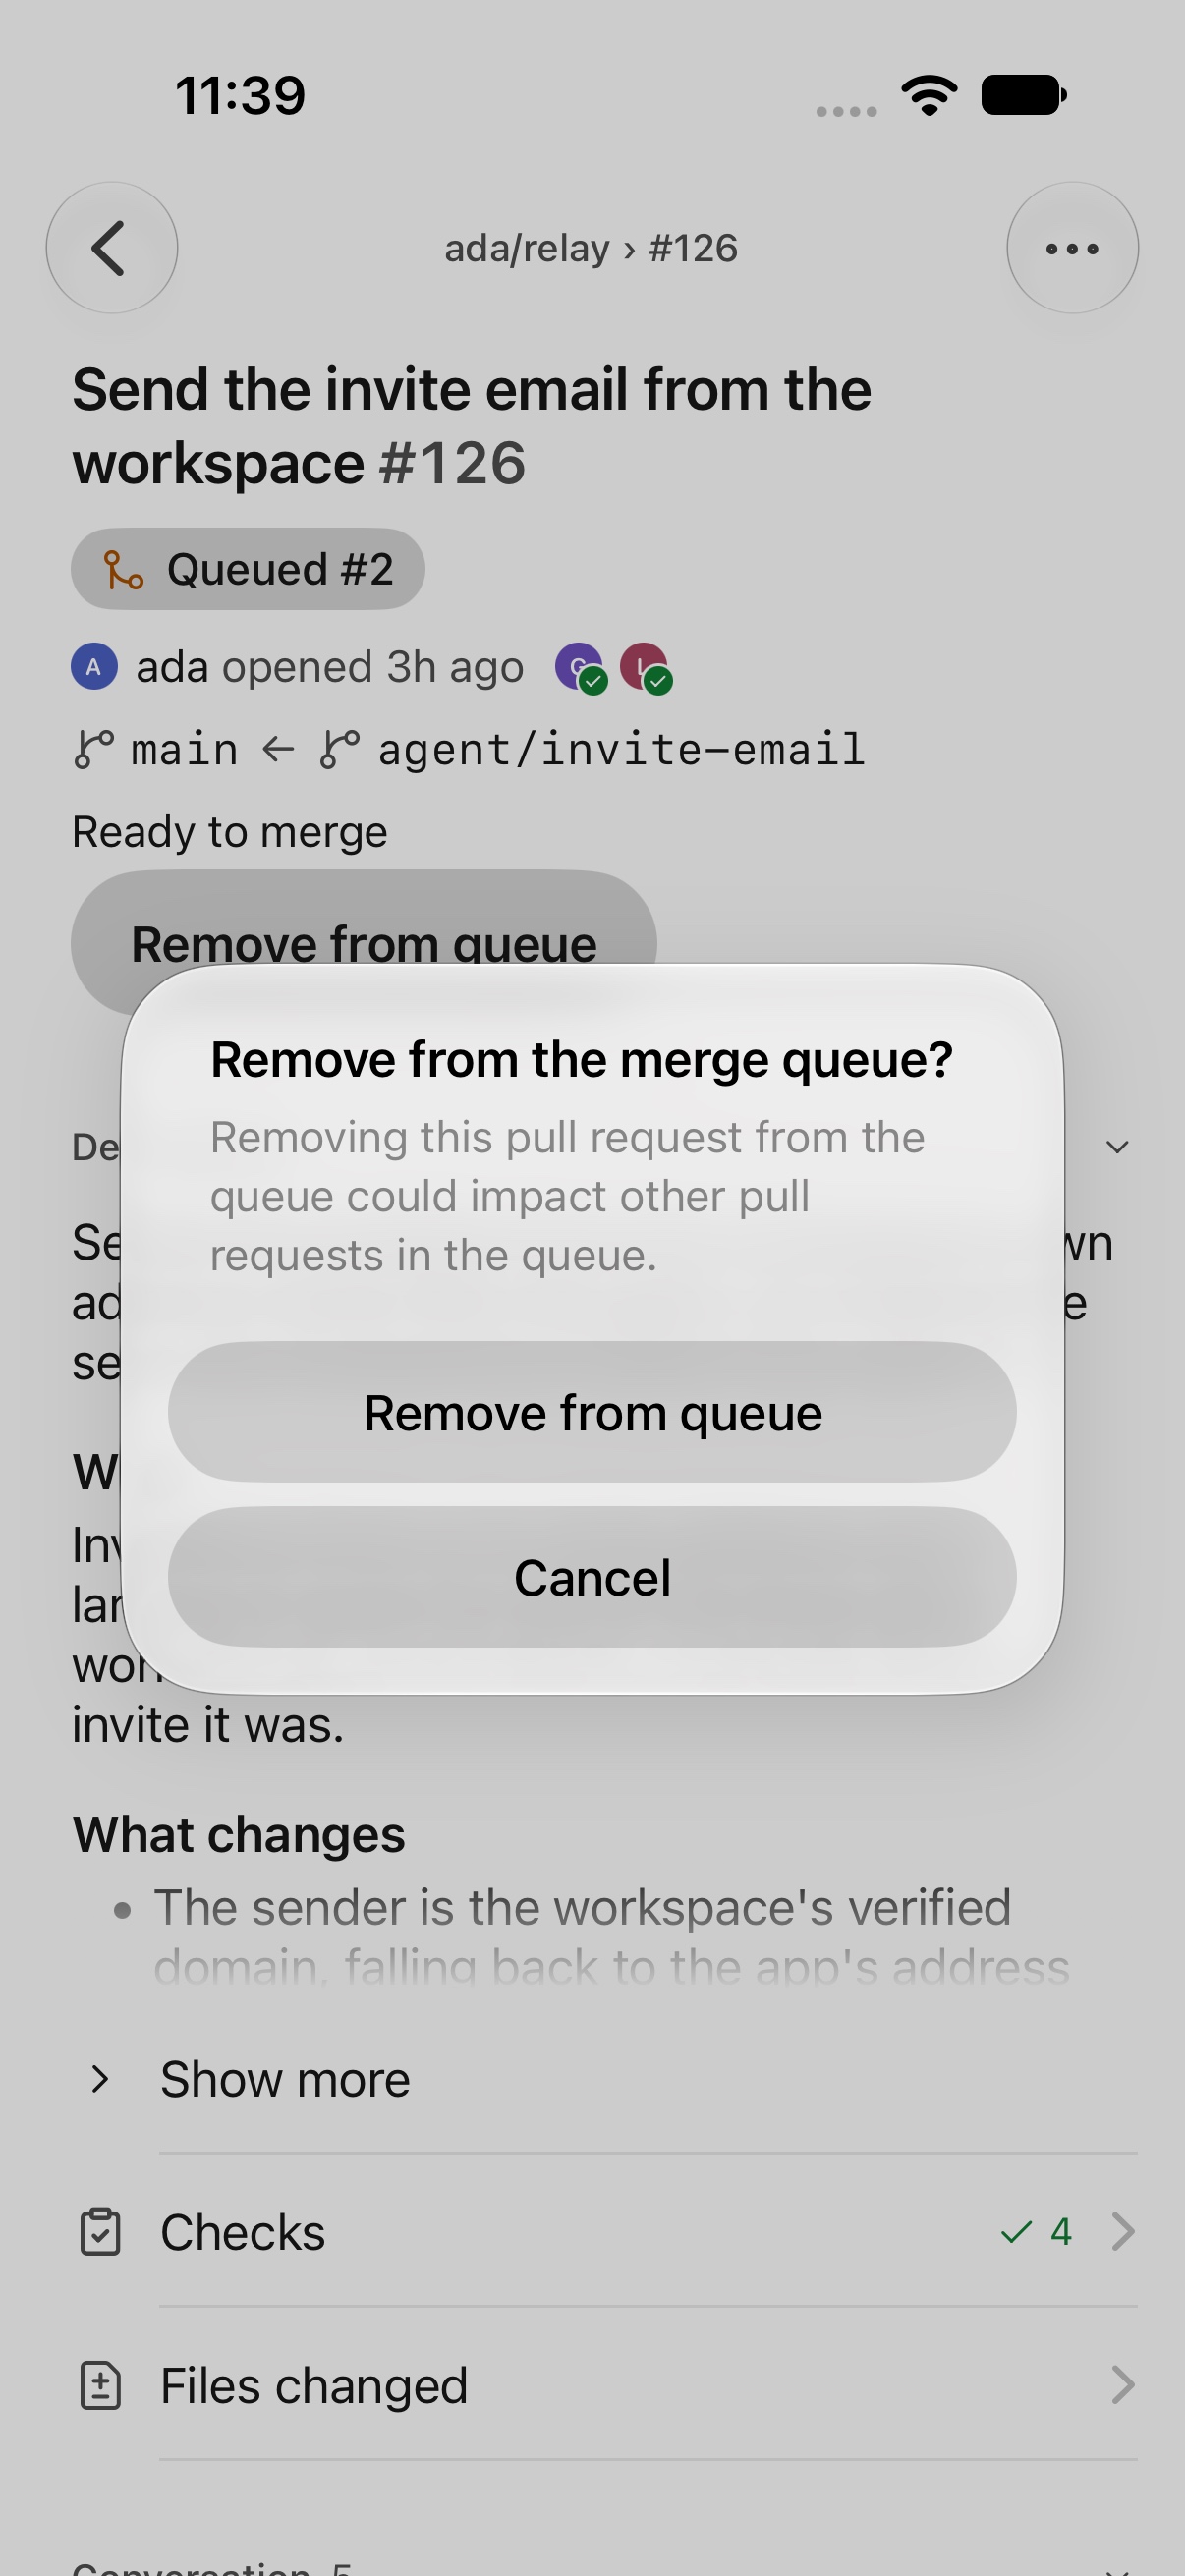 11:39
ada/relay › #126
Send the invite email from the
workspace #126
Queued #2
A ada opened 3h ago
main ← agent/invite-email
Ready to merge
Remove from queue
Remove from the merge queue?
Removing this pull request from the
queue could impact other pull
requests in the queue.
Remove from queue
Cancel
invite it was.
What changes
The sender is the workspace's verified
domain, falling back to the app's address
Show more
Checks 4
Files changed
Conversation 5